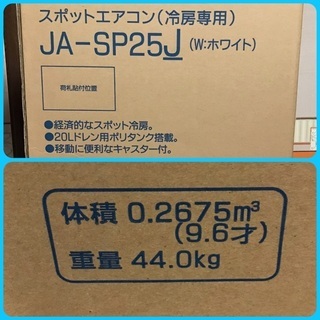 スポットエアコン(冷房専用)
JA-SP25J (W:ホワイト)
荷札貼付位置
●経済的なスポット冷房。
●20Lドレン用ポリタンク搭載。
●移動に便利なキャスター付。
体積 0.2675m³
(9.6才)
重量 44.0kg